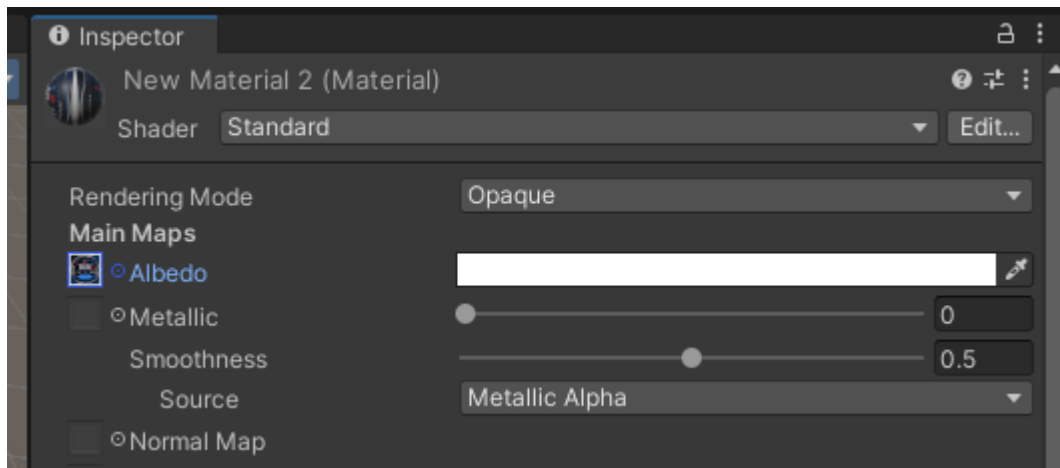 Inspector
New Material 2 (Material)
Shader Standard Edit...
Rendering Mode Opaque
Main Maps
Albedo
Metallic 0
Smoothness 0.5
Source Metallic Alpha
Normal Map